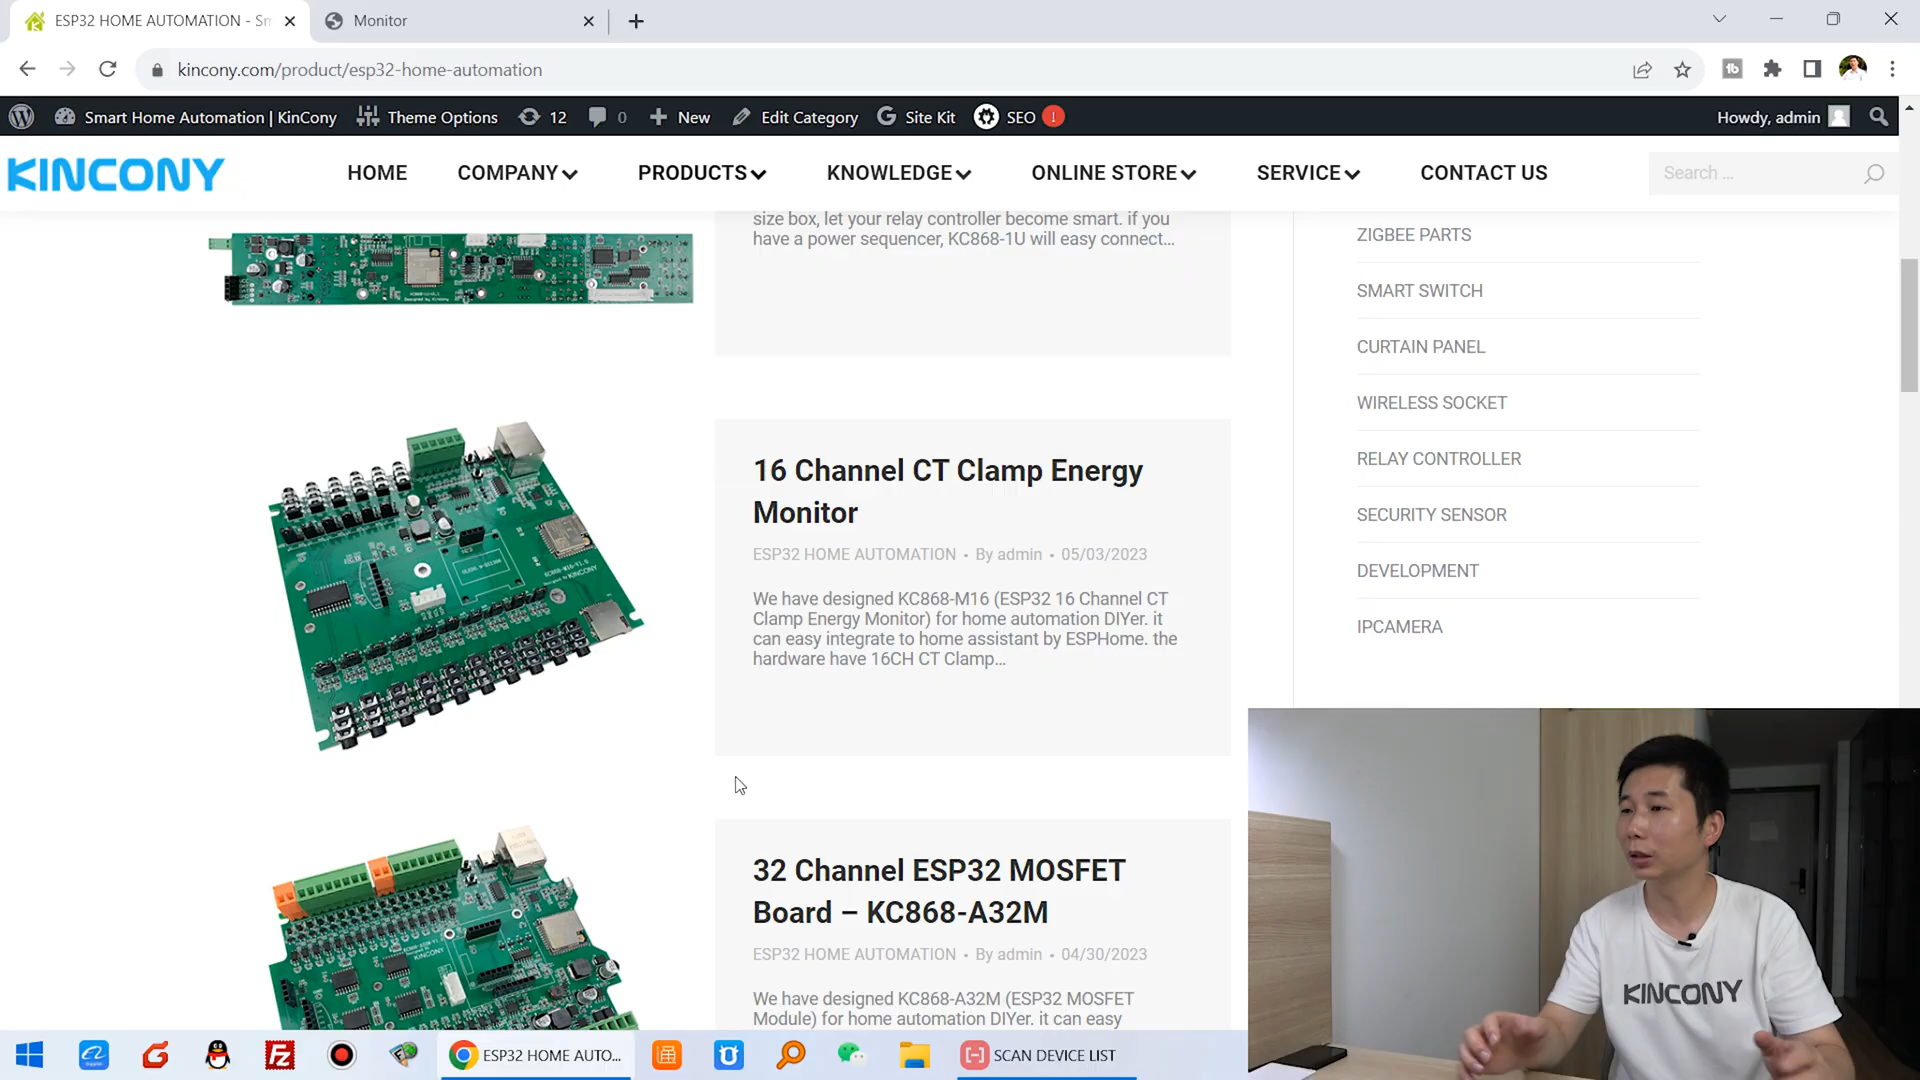 ESP32 HOME AUTOMATION - Sm
Monitor
kincony.com/product/esp32-home-automation
Smart Home Automation | KinCony
Theme Options
12
0
New
Edit Category
Site Kit
SEO
!
Howdy, admin
KINCONY
HOME
COMPANY
PRODUCTS
KNOWLEDGE
ONLINE STORE
SERVICE
CONTACT US
Search ...
size box, let your relay controller become smart. if you
have a power sequencer, KC868-1U will easy connect...
16 Channel CT Clamp Energy
Monitor
ESP32 HOME AUTOMATION • By admin • 05/03/2023
We have designed KC868-M16 (ESP32 16 Channel CT
Clamp Energy Monitor) for home automation DIYer. it
can easy integrate to home assistant by ESPHome. the
hardware have 16CH CT Clamp...
32 Channel ESP32 MOSFET
Board – KC868-A32M
ESP32 HOME AUTOMATION • By admin • 04/30/2023
We have designed KC868-A32M (ESP32 MOSFET
Module) for home automation DIYer. it can easy
ZIGBEE PARTS
SMART SWITCH
CURTAIN PANEL
WIRELESS SOCKET
RELAY CONTROLLER
SECURITY SENSOR
DEVELOPMENT
IPCAMERA
KINCONY
ESP32 HOME AUTO...
SCAN DEVICE LIST